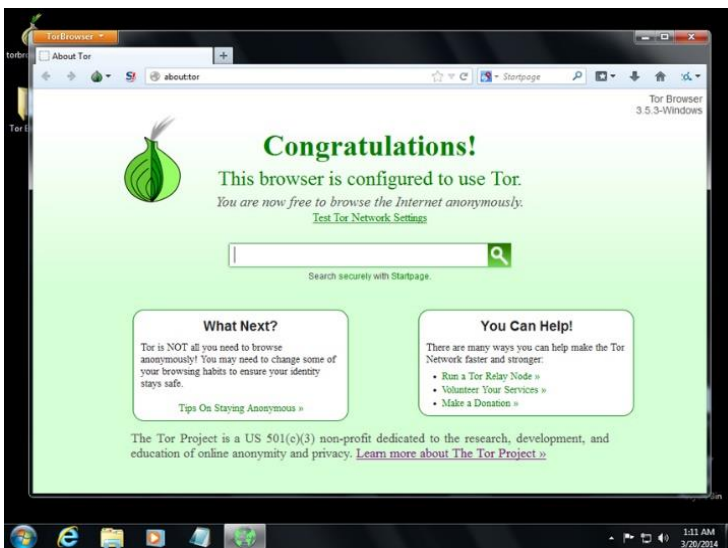 TorBrowser
torbro
About Tor
about:tor
Startpage
Tor Browser
3.5.3-Windows
Tor B
Congratulations!
This browser is configured to use Tor.
You are now free to browse the Internet anonymously.
Test Tor Network Settings
Search securely with Startpage.
What Next?
Tor is NOT all you need to browse
anonymously! You may need to change some of
your browsing habits to ensure your identity
stays safe.
Tips On Staying Anonymous »
You Can Help!
There are many ways you can help make the Tor
Network faster and stronger:
• Run a Tor Relay Node »
• Volunteer Your Services »
• Make a Donation »
The Tor Project is a US 501(c)(3) non-profit dedicated to the research, development, and
education of online anonymity and privacy. Learn more about The Tor Project »
1:11 AM
3/20/2014